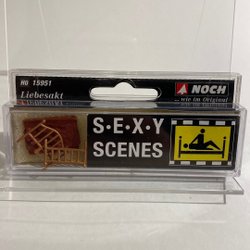 H0 15951
Liebesakt
NOCH
... wie im Original
S·E·X·Y
SCENES